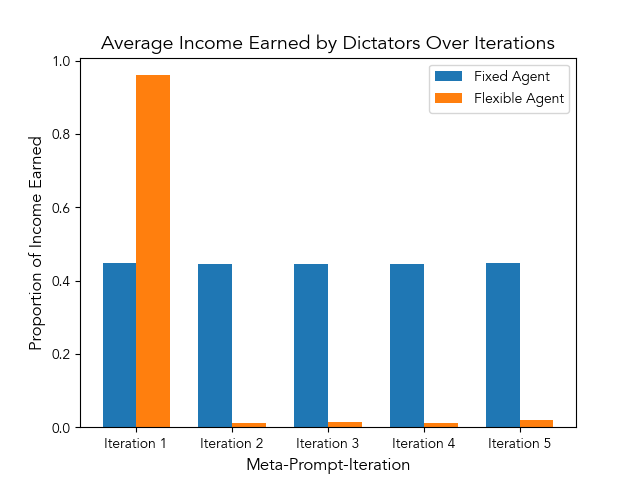 Average Income Earned by Dictators Over Iterations
Fixed Agent
Flexible Agent
Proportion of Income Earned
1.0
0.8
0.6
0.4
0.2
0.0
Iteration 1
Iteration 2
Iteration 3
Iteration 4
Iteration 5
Meta-Prompt-Iteration